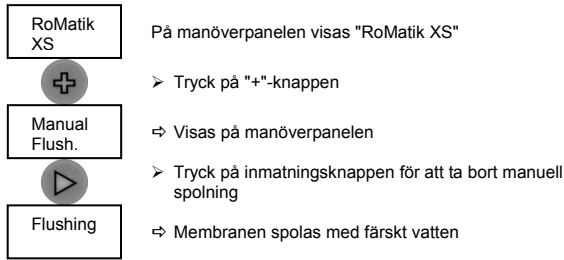 RoMatik
XS
På manöverpanelen visas "RoMatik XS"
➢ Tryck på "+"-knappen
Manual
Flush.
⇨ Visas på manöverpanelen
➢ Tryck på inmatningsknappen för att ta bort manuell
spolning
Flushing
⇨ Membranen spolas med färskt vatten